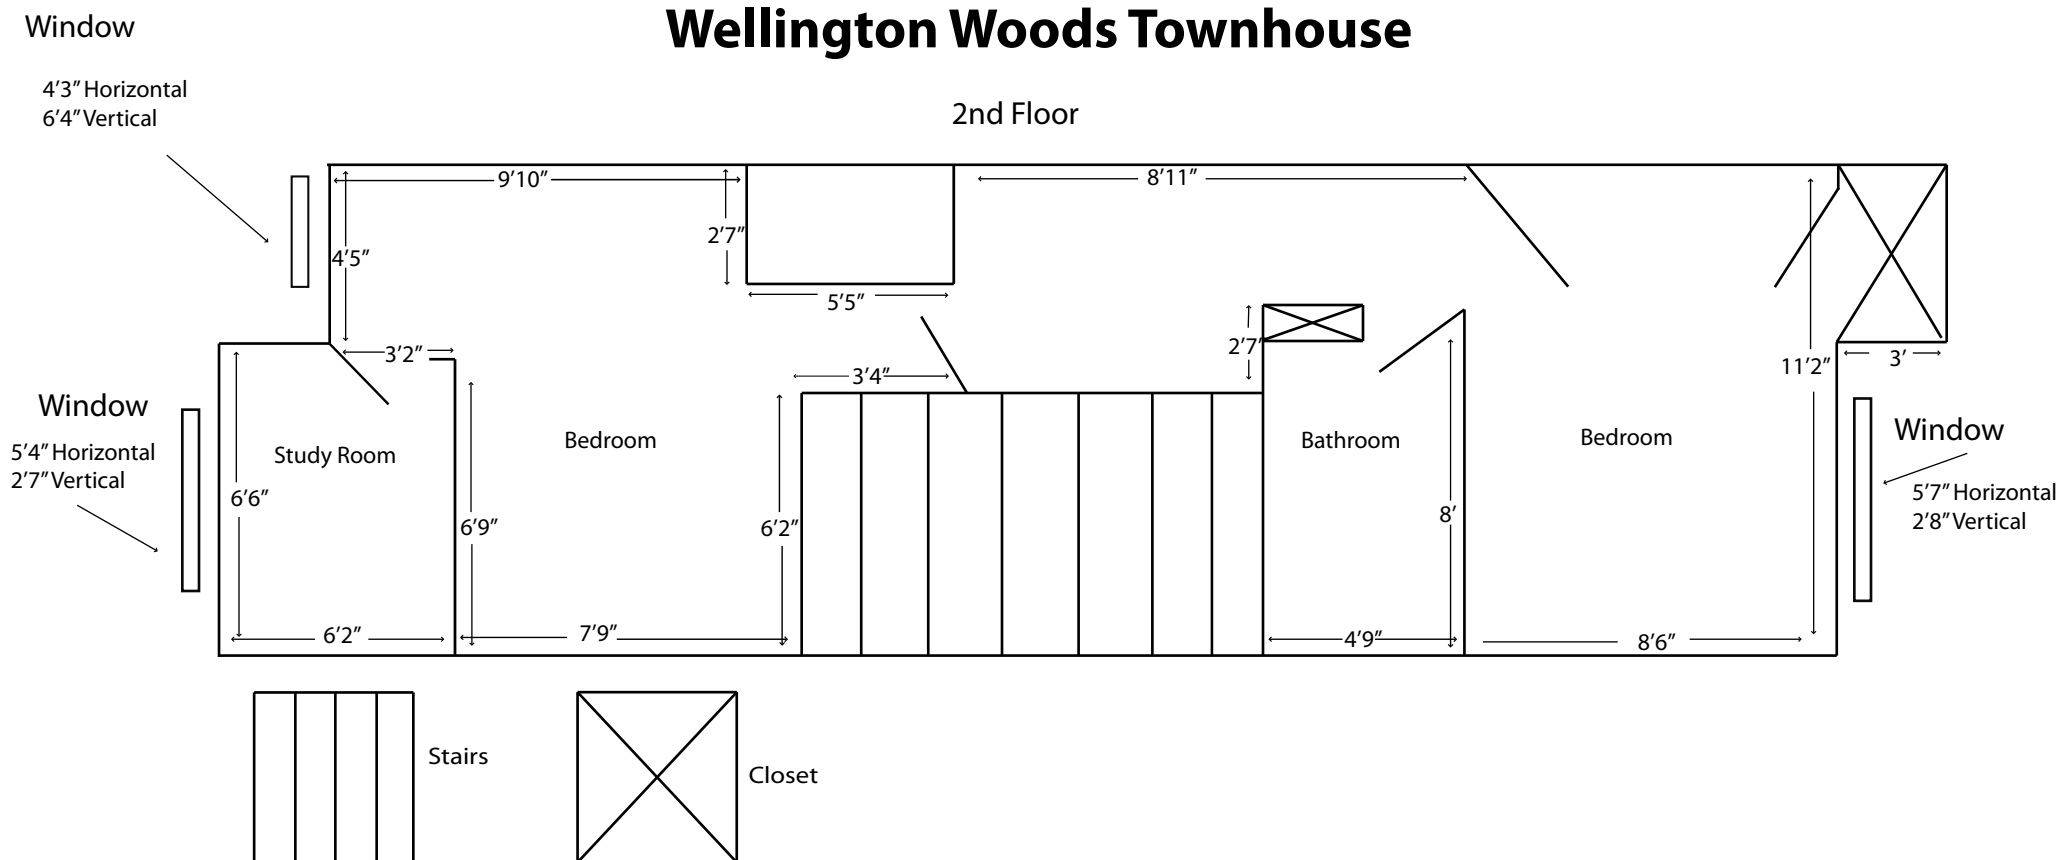 Wellington Woods Townhouse
Window
4’3” Horizontal
6’4” Vertical
2nd Floor
9’10”
8’11”
2’7”
4’5”
5’5”
3’2”
2’7”
3’4”
11’2”
3’
Window
5’4” Horizontal
2’7” Vertical
Study Room
Bedroom
Bathroom
Bedroom
Window
5’7” Horizontal
2’8” Vertical
6’6”
6’9”
6’2”
8’
6’2”
7’9”
4’9”
8’6”
Stairs
Closet